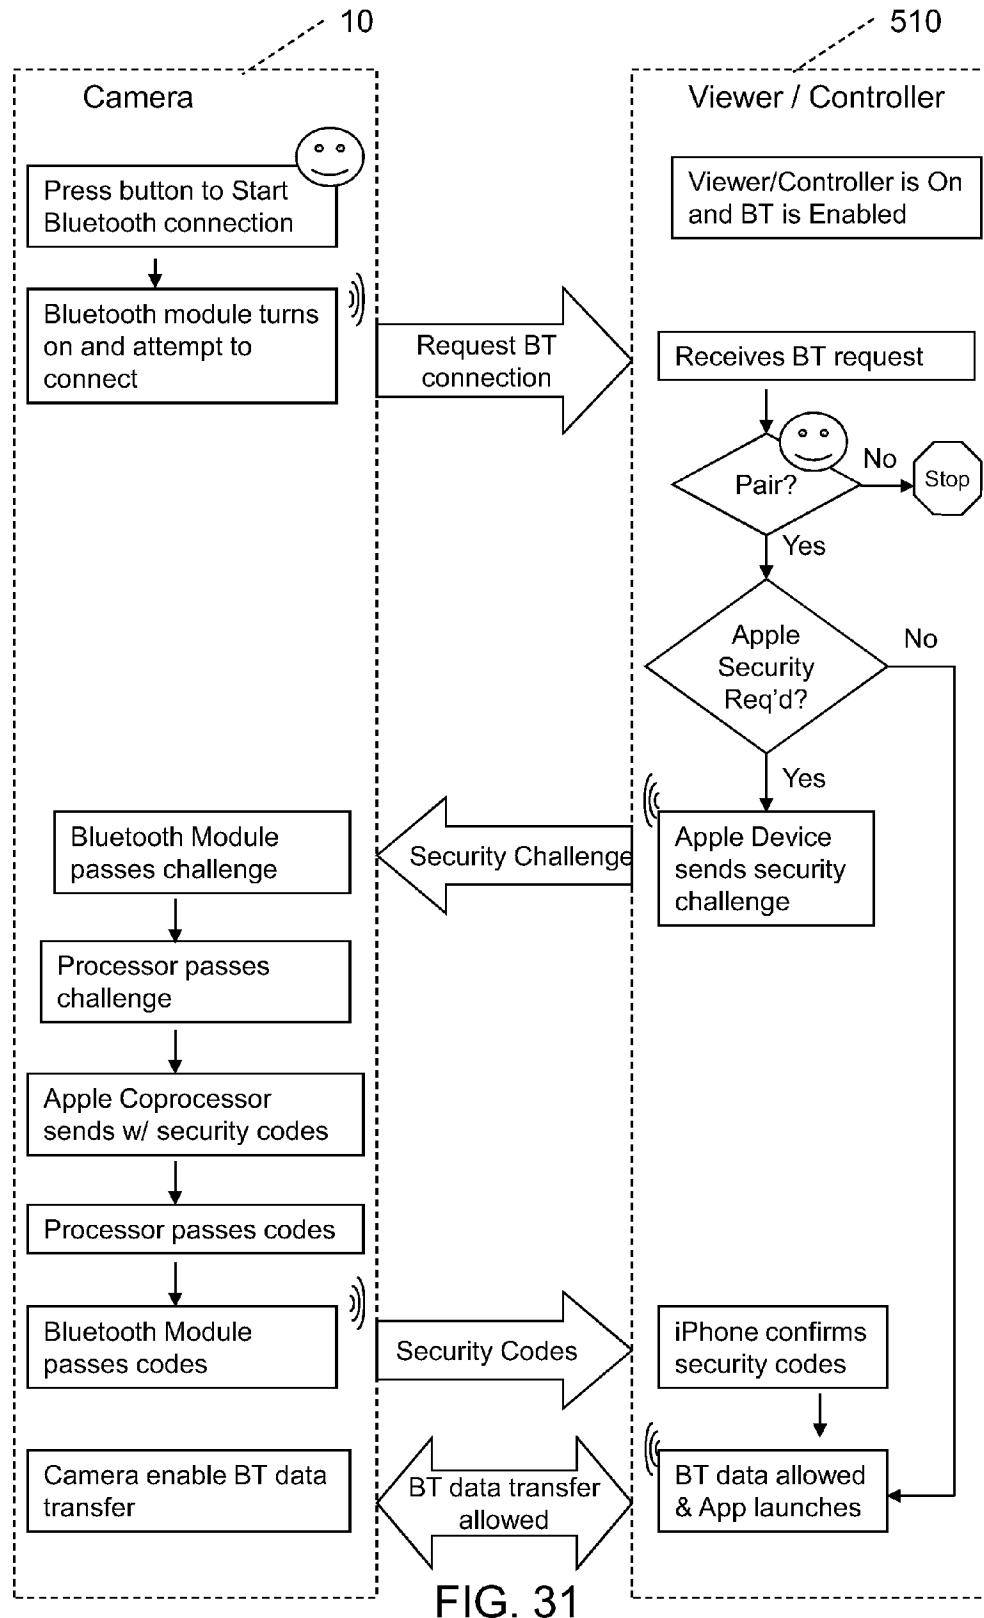 10
510
Camera
Viewer / Controller
Press button to Start
Bluetooth connection
Viewer/Controller is On
and BT is Enabled
Bluetooth module turns
on and attempt to
connect
Request BT
connection
Receives BT request
Pair?
No
Stop
Yes
Apple
Security
Req'd?
No
Yes
Bluetooth Module
passes challenge
Security Challenge
Apple Device
sends security
challenge
Processor passes
challenge
Apple Coprocessor
sends w/ security codes
Processor passes codes
Bluetooth Module
passes codes
Security Codes
iPhone confirms
security codes
Camera enable BT data
transfer
BT data transfer
allowed
BT data allowed
& App launches
FIG. 31